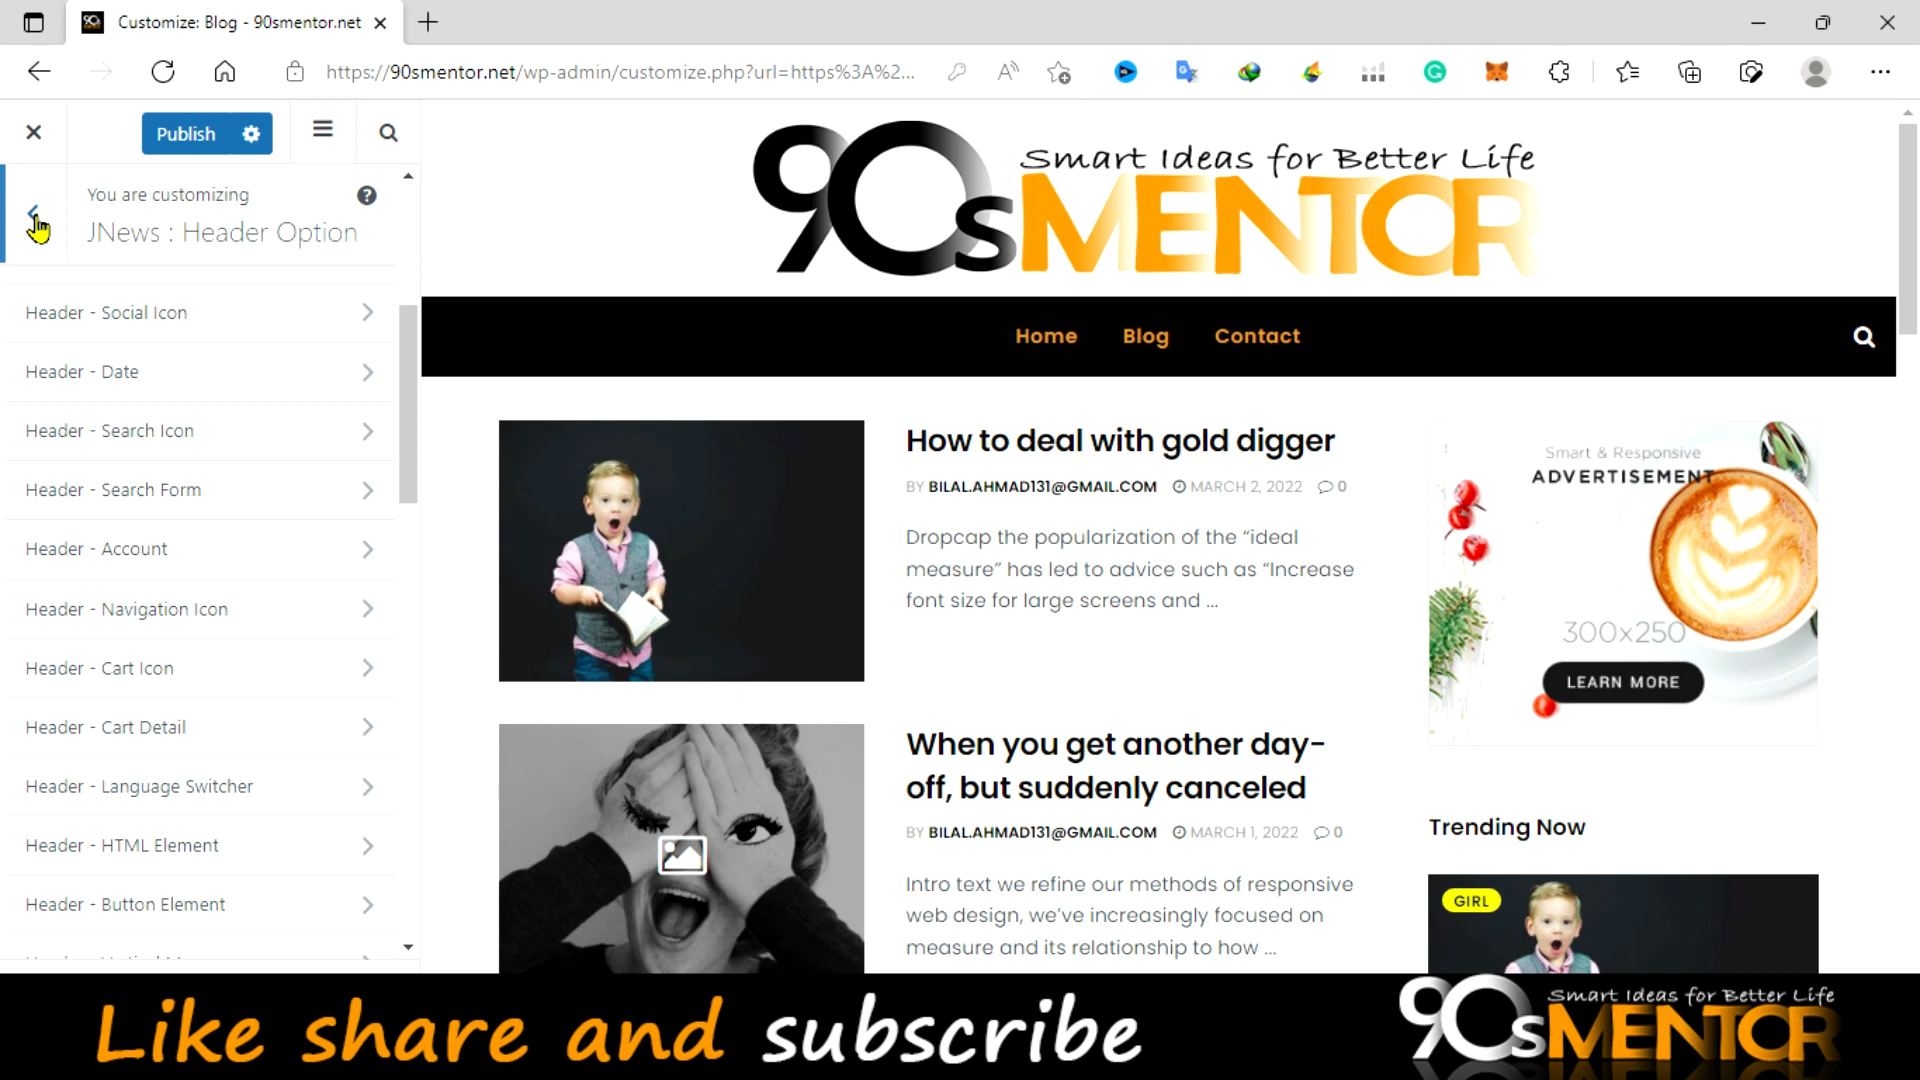 Customize: Blog - 90smentor.net
https://90smentor.net/wp-admin/customize.php?url=https%3A%2...
Publish
You are customizing
JNews : Header Option
Header - Social Icon
Header - Date
Header - Search Icon
Header - Search Form
Header - Account
Header - Navigation Icon
Header - Cart Icon
Header - Cart Detail
Header - Language Switcher
Header - HTML Element
Header - Button Element
Smart Ideas for Better Life
90sMENTOR
Home Blog Contact
How to deal with gold digger
BY BILAL.AHMAD131@GMAIL.COM MARCH 2, 2022 0
Dropcap the popularization of the “ideal
measure” has led to advice such as “Increase
font size for large screens and ...
When you get another day-
off, but suddenly canceled
BY BILAL.AHMAD131@GMAIL.COM MARCH 1, 2022 0
Intro text we refine our methods of responsive
web design, we’ve increasingly focused on
measure and its relationship to how ...
Smart & Responsive
ADVERTISEMENT
300x250
LEARN MORE
Trending Now
GIRL
Like share and subscribe
Smart Ideas for Better Life
90sMENTOR